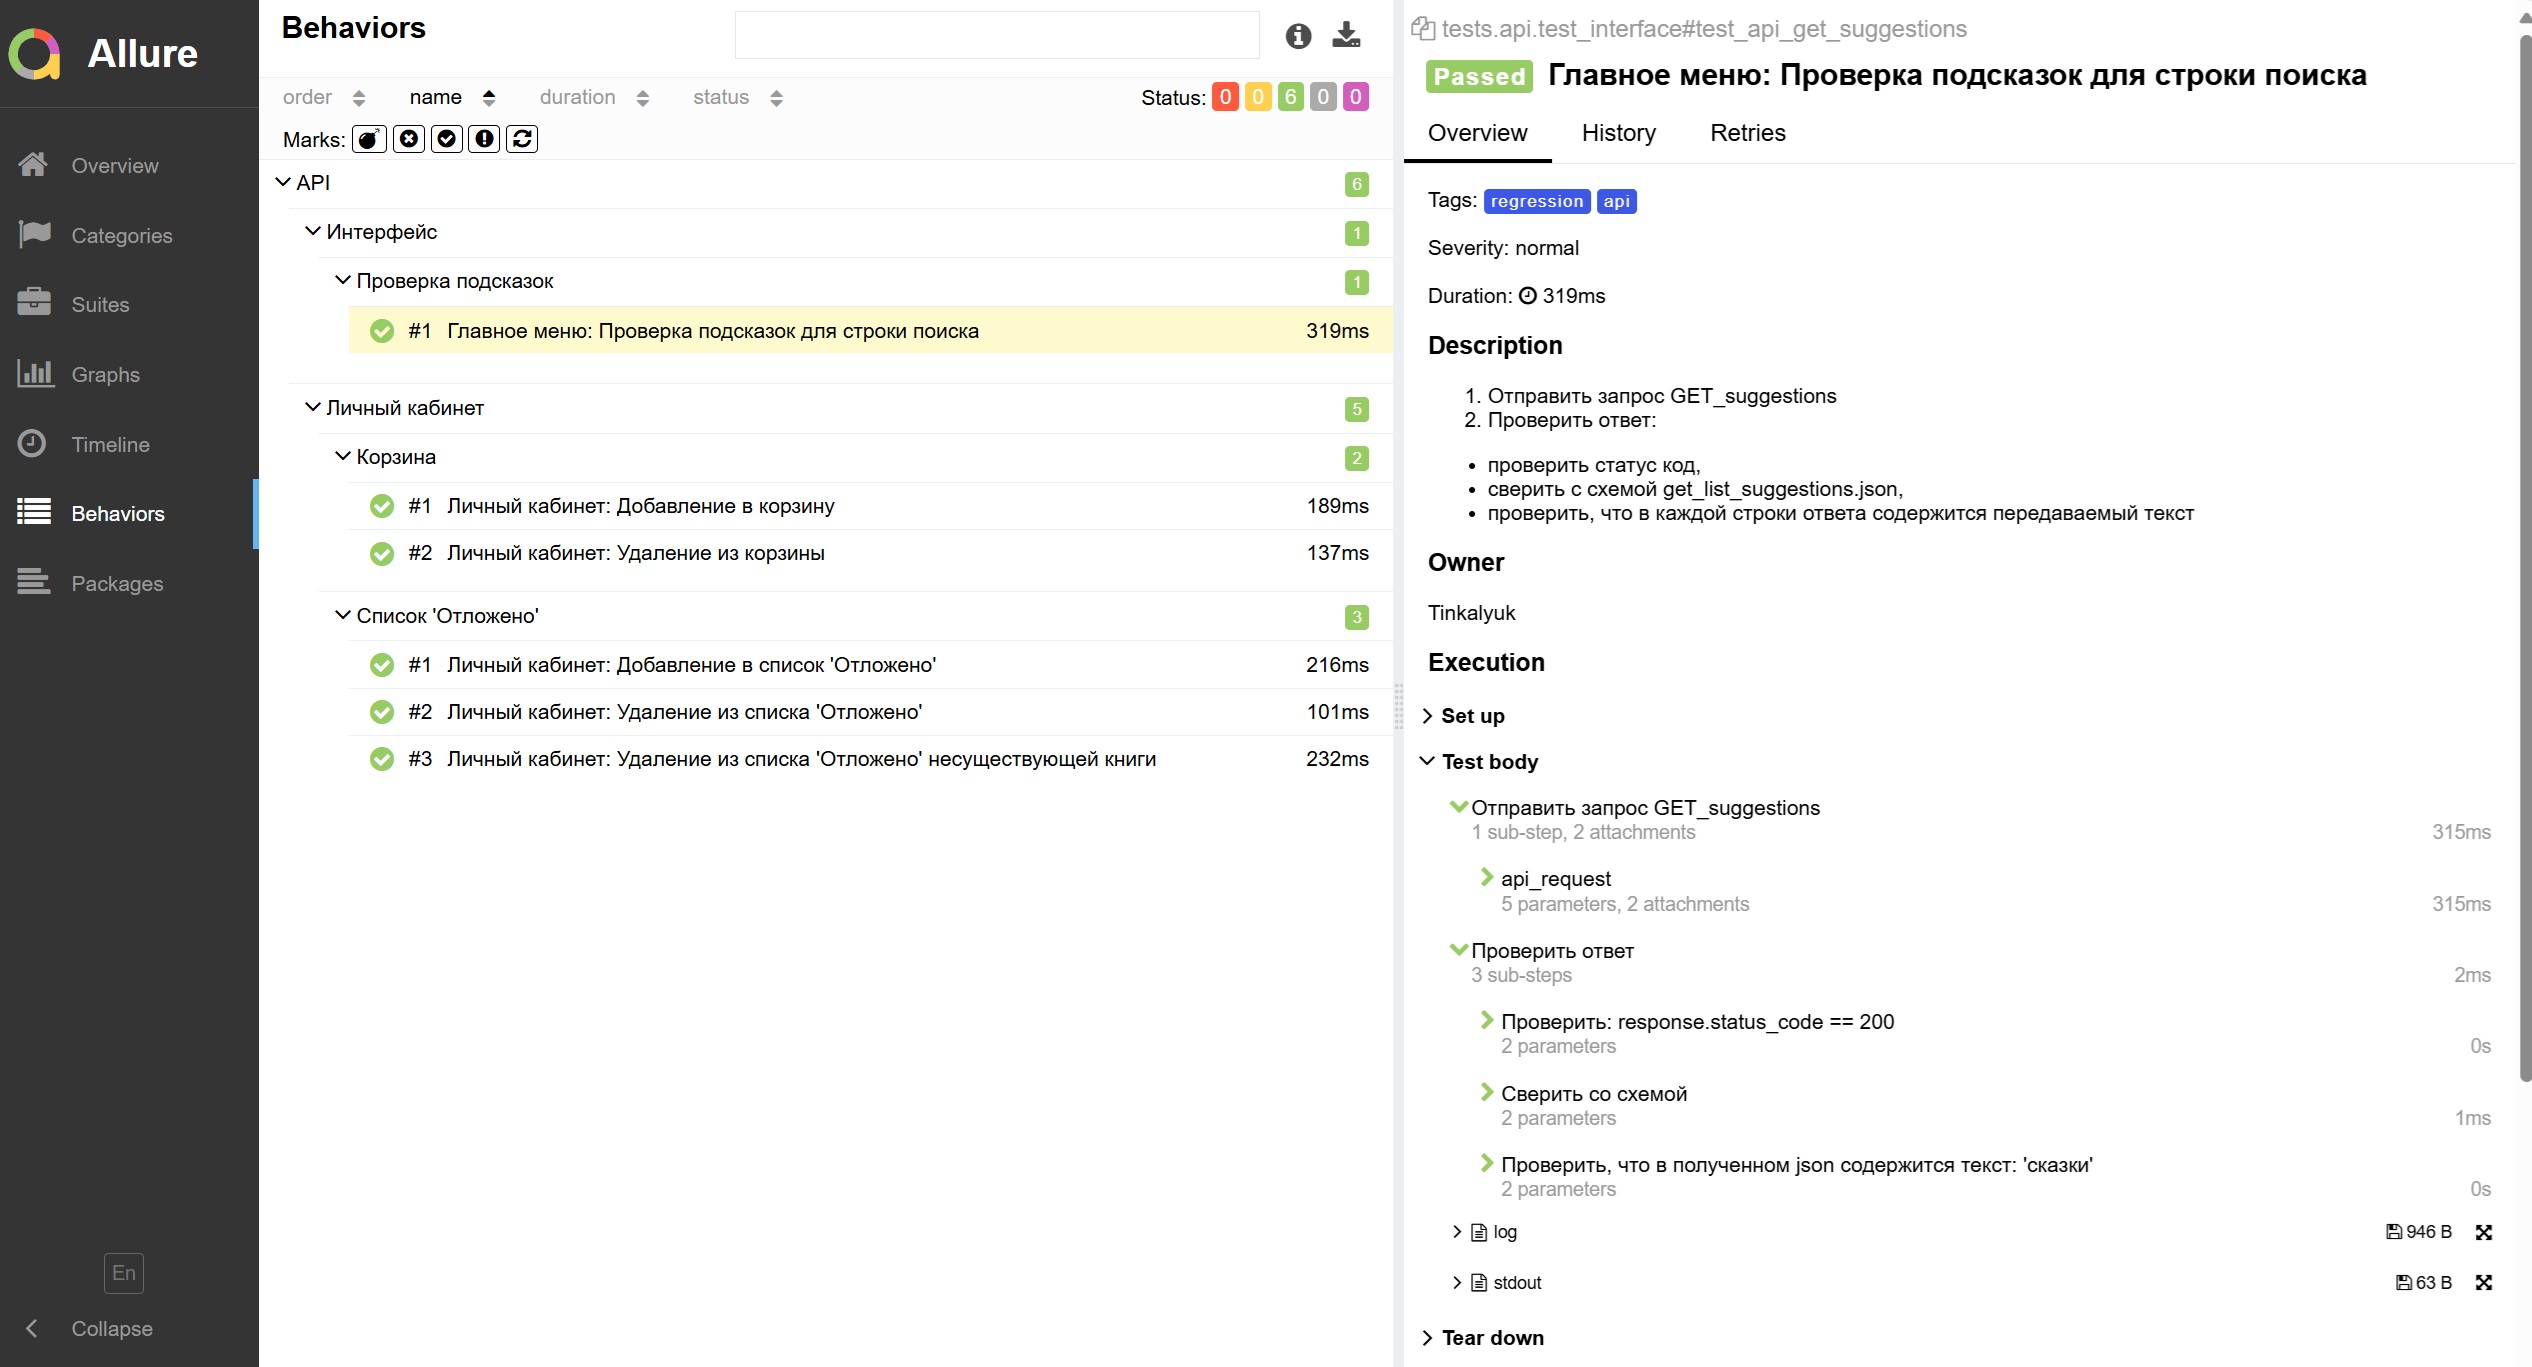 Allure
Overview
Categories
Suites
Graphs
Timeline
Behaviors
Packages
En
Collapse
Behaviors
order name duration status
Status: 0 0 6 0 0
Marks:
API 6
Интерфейс 1
Проверка подсказок 1
#1 Главное меню: Проверка подсказок для строки поиска 319ms
Личный кабинет 5
Корзина 2
#1 Личный кабинет: Добавление в корзину 189ms
#2 Личный кабинет: Удаление из корзины 137ms
Список 'Отложено' 3
#1 Личный кабинет: Добавление в список 'Отложено' 216ms
#2 Личный кабинет: Удаление из списка 'Отложено' 101ms
#3 Личный кабинет: Удаление из списка 'Отложено' несуществующей книги 232ms
tests.api.test_interface#test_api_get_suggestions
Passed Главное меню: Проверка подсказок для строки поиска
Overview History Retries
Tags: regression api
Severity: normal
Duration: 319ms
Description
1. Отправить запрос GET_suggestions
2. Проверить ответ:
• проверить статус код,
• сверить с схемой get_list_suggestions.json,
• проверить, что в каждой строки ответа содержится передаваемый текст
Owner
Tinkalyuk
Execution
Set up
Test body
Отправить запрос GET_suggestions
1 sub-step, 2 attachments 315ms
api_request
5 parameters, 2 attachments 315ms
Проверить ответ
3 sub-steps 2ms
Проверить: response.status_code == 200
2 parameters 0s
Сверить со схемой
2 parameters 1ms
Проверить, что в полученном json содержится текст: 'сказки'
2 parameters 0s
log 946 B
stdout 63 B
Tear down